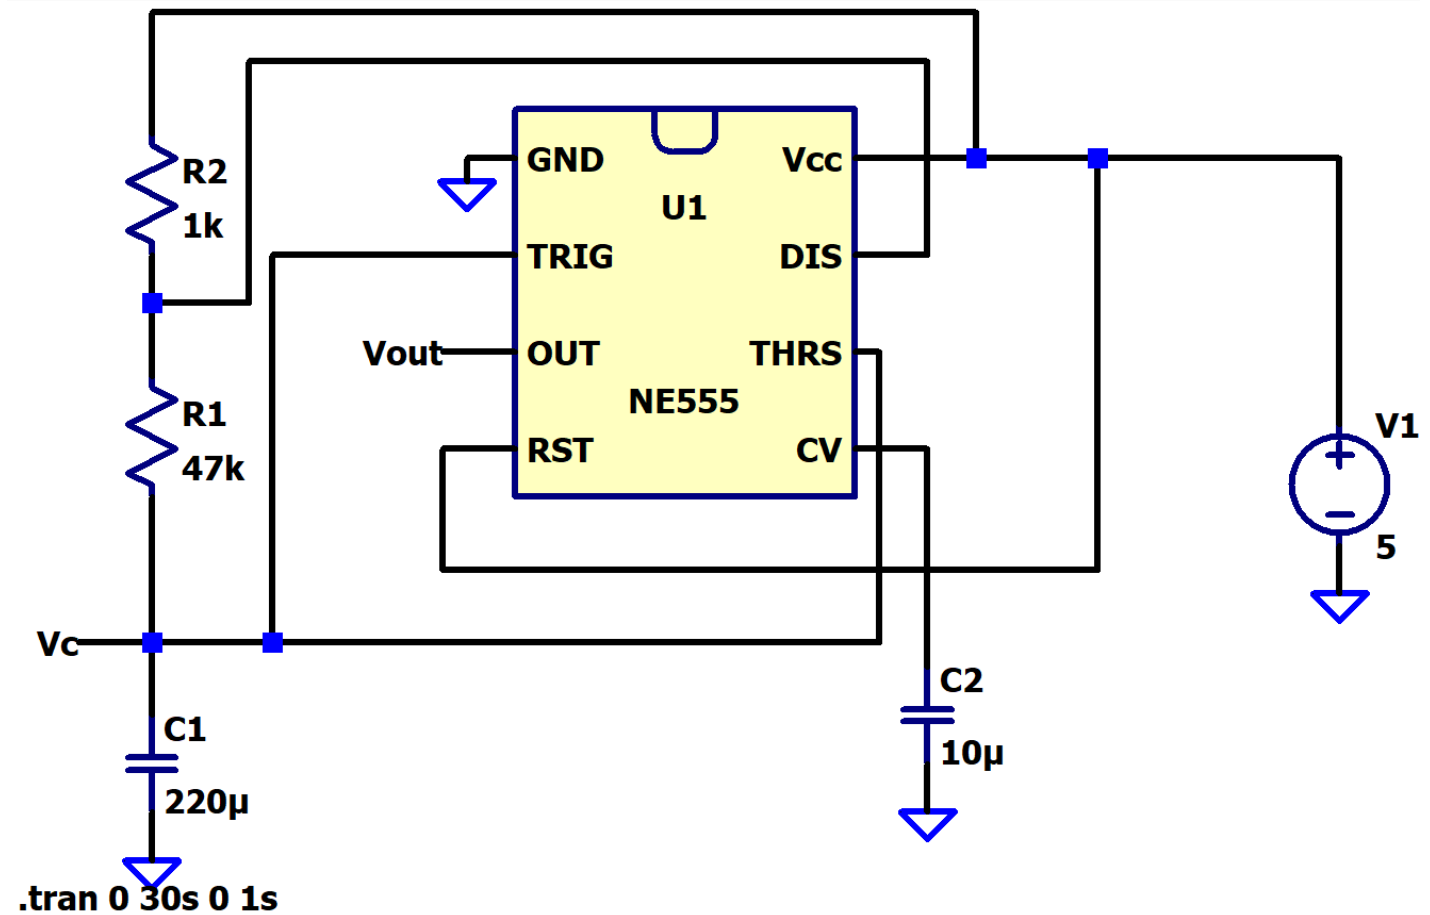 R2
1k
R1
47k
GND
Vcc
U1
TRIG
DIS
Vout
OUT
THRS
NE555
RST
CV
V1
5
Vc
C1
220µ
C2
10µ
.tran 0 30s 0 1s